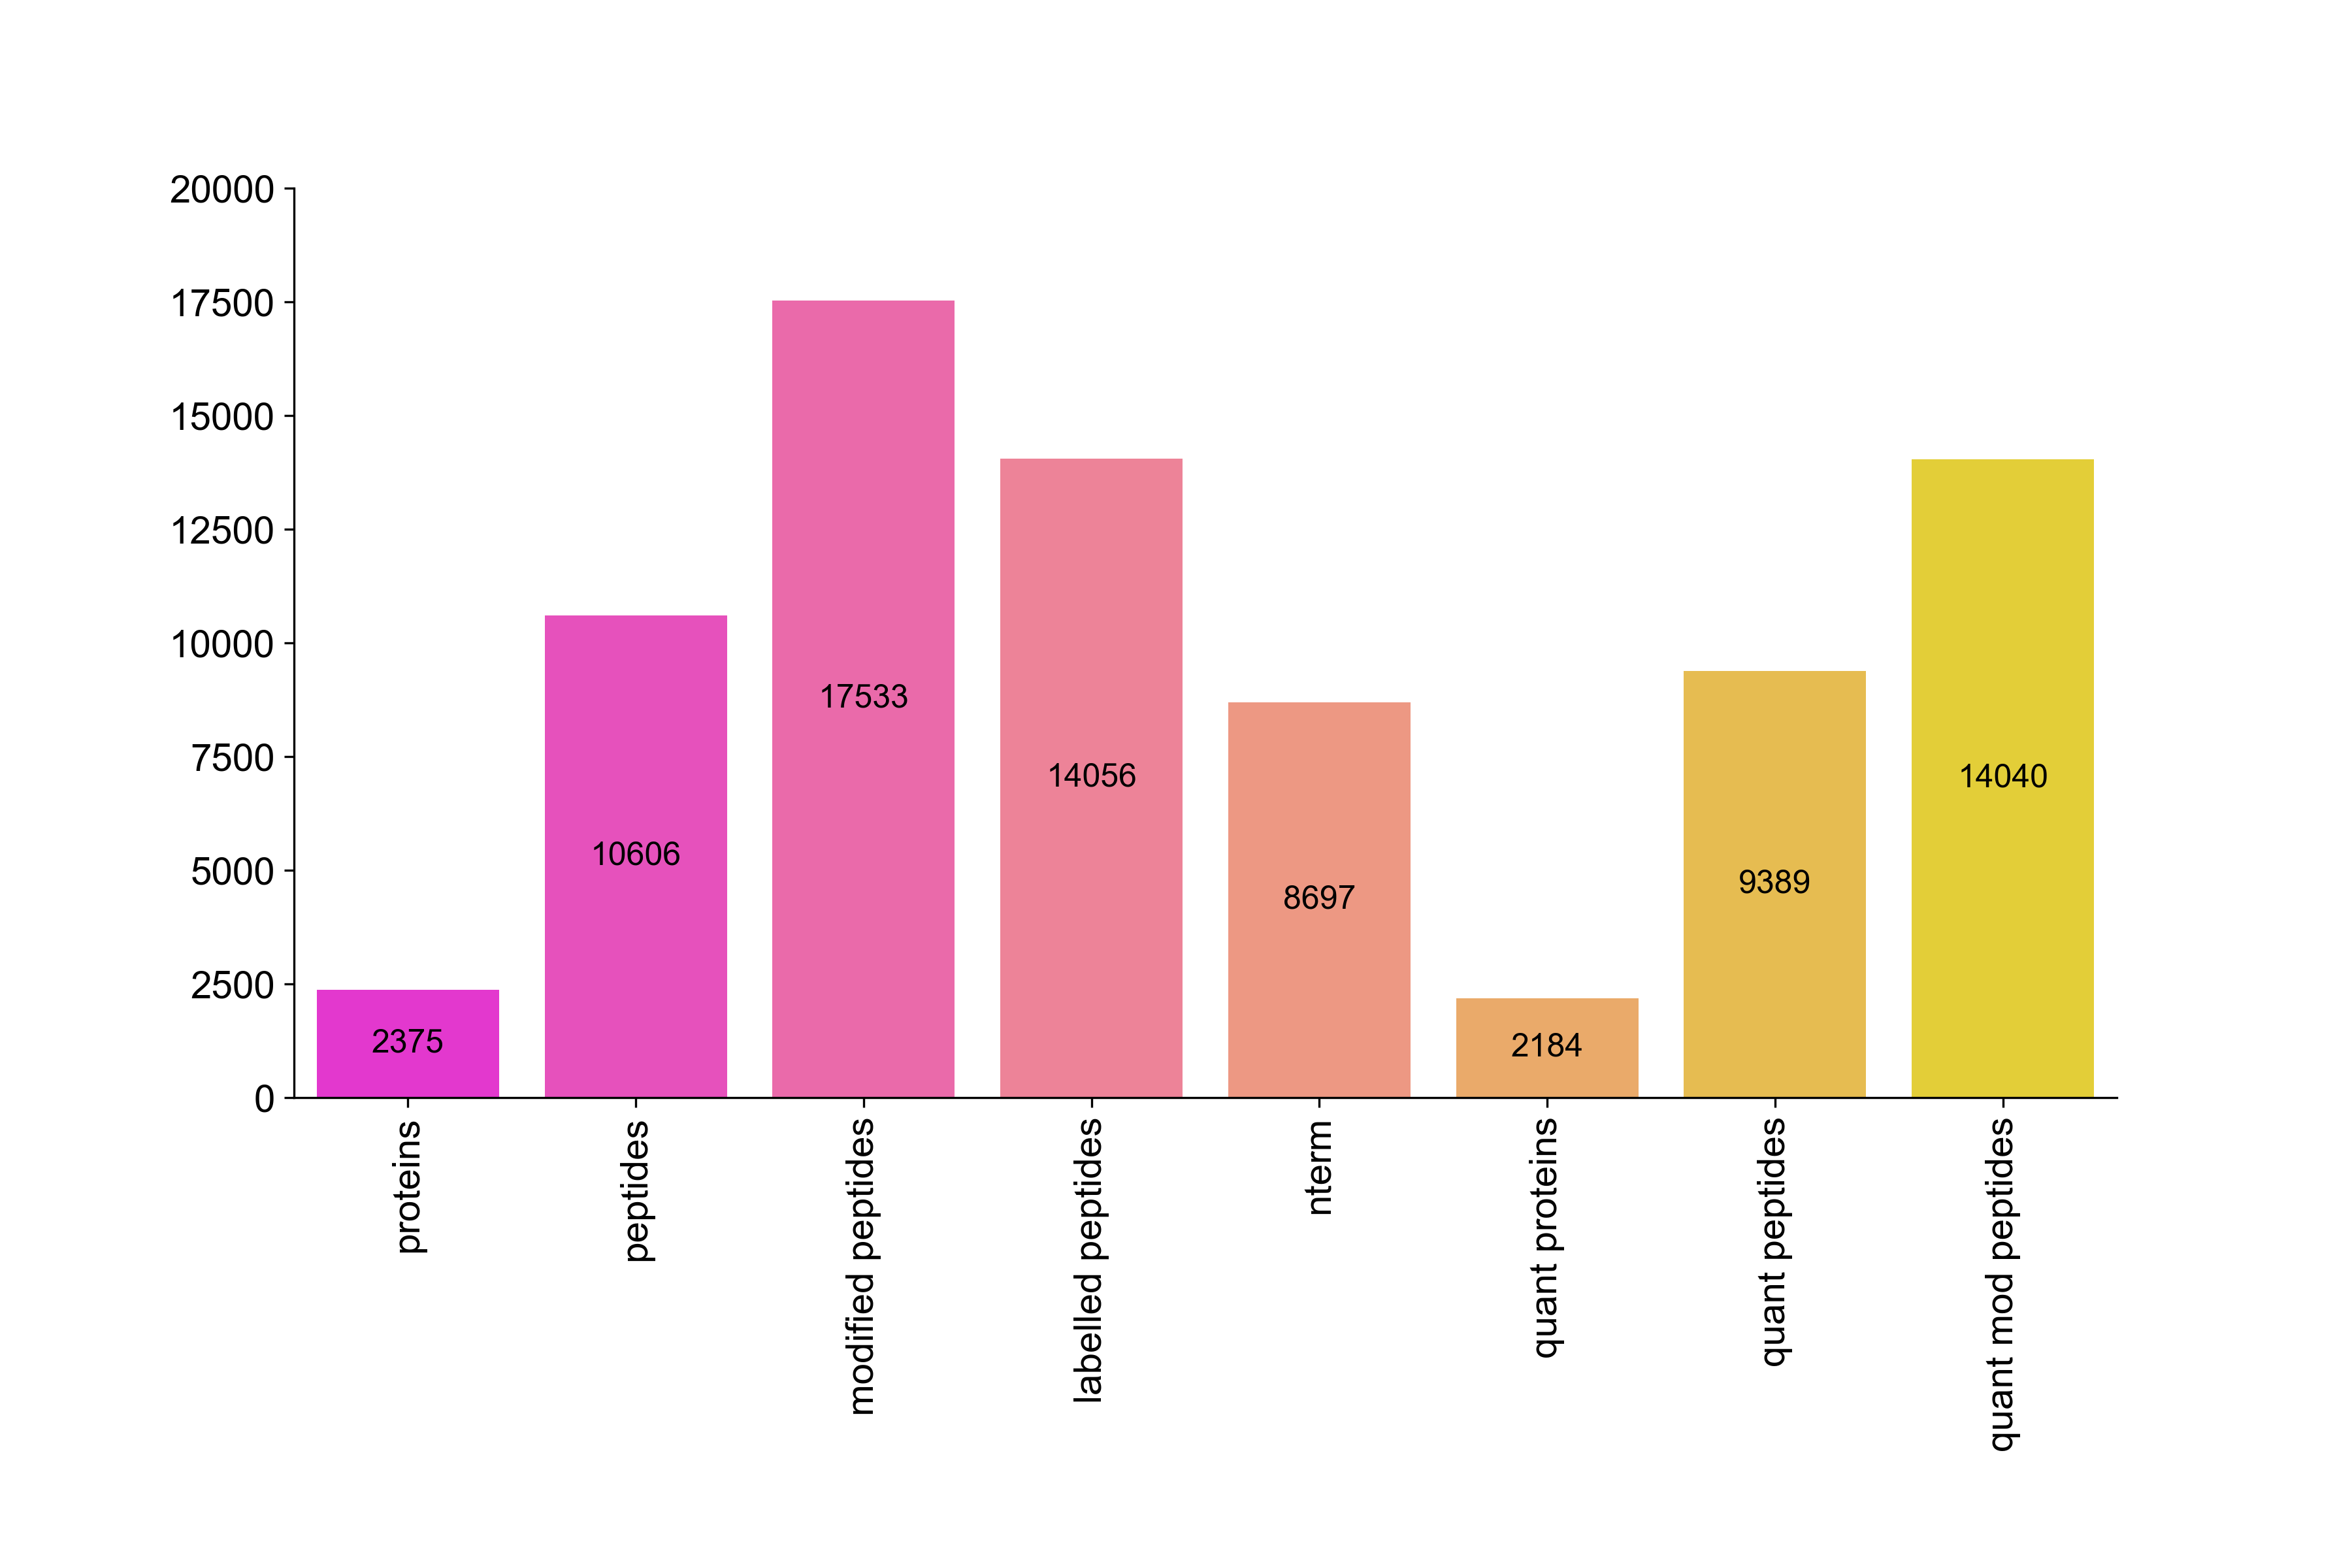 20000
17500
15000
12500
10000
7500
5000
2500
0
2375
10606
17533
14056
8697
2184
9389
14040
proteins
peptides
modified peptides
labelled peptides
nterm
quant proteins
quant peptides
quant mod peptides